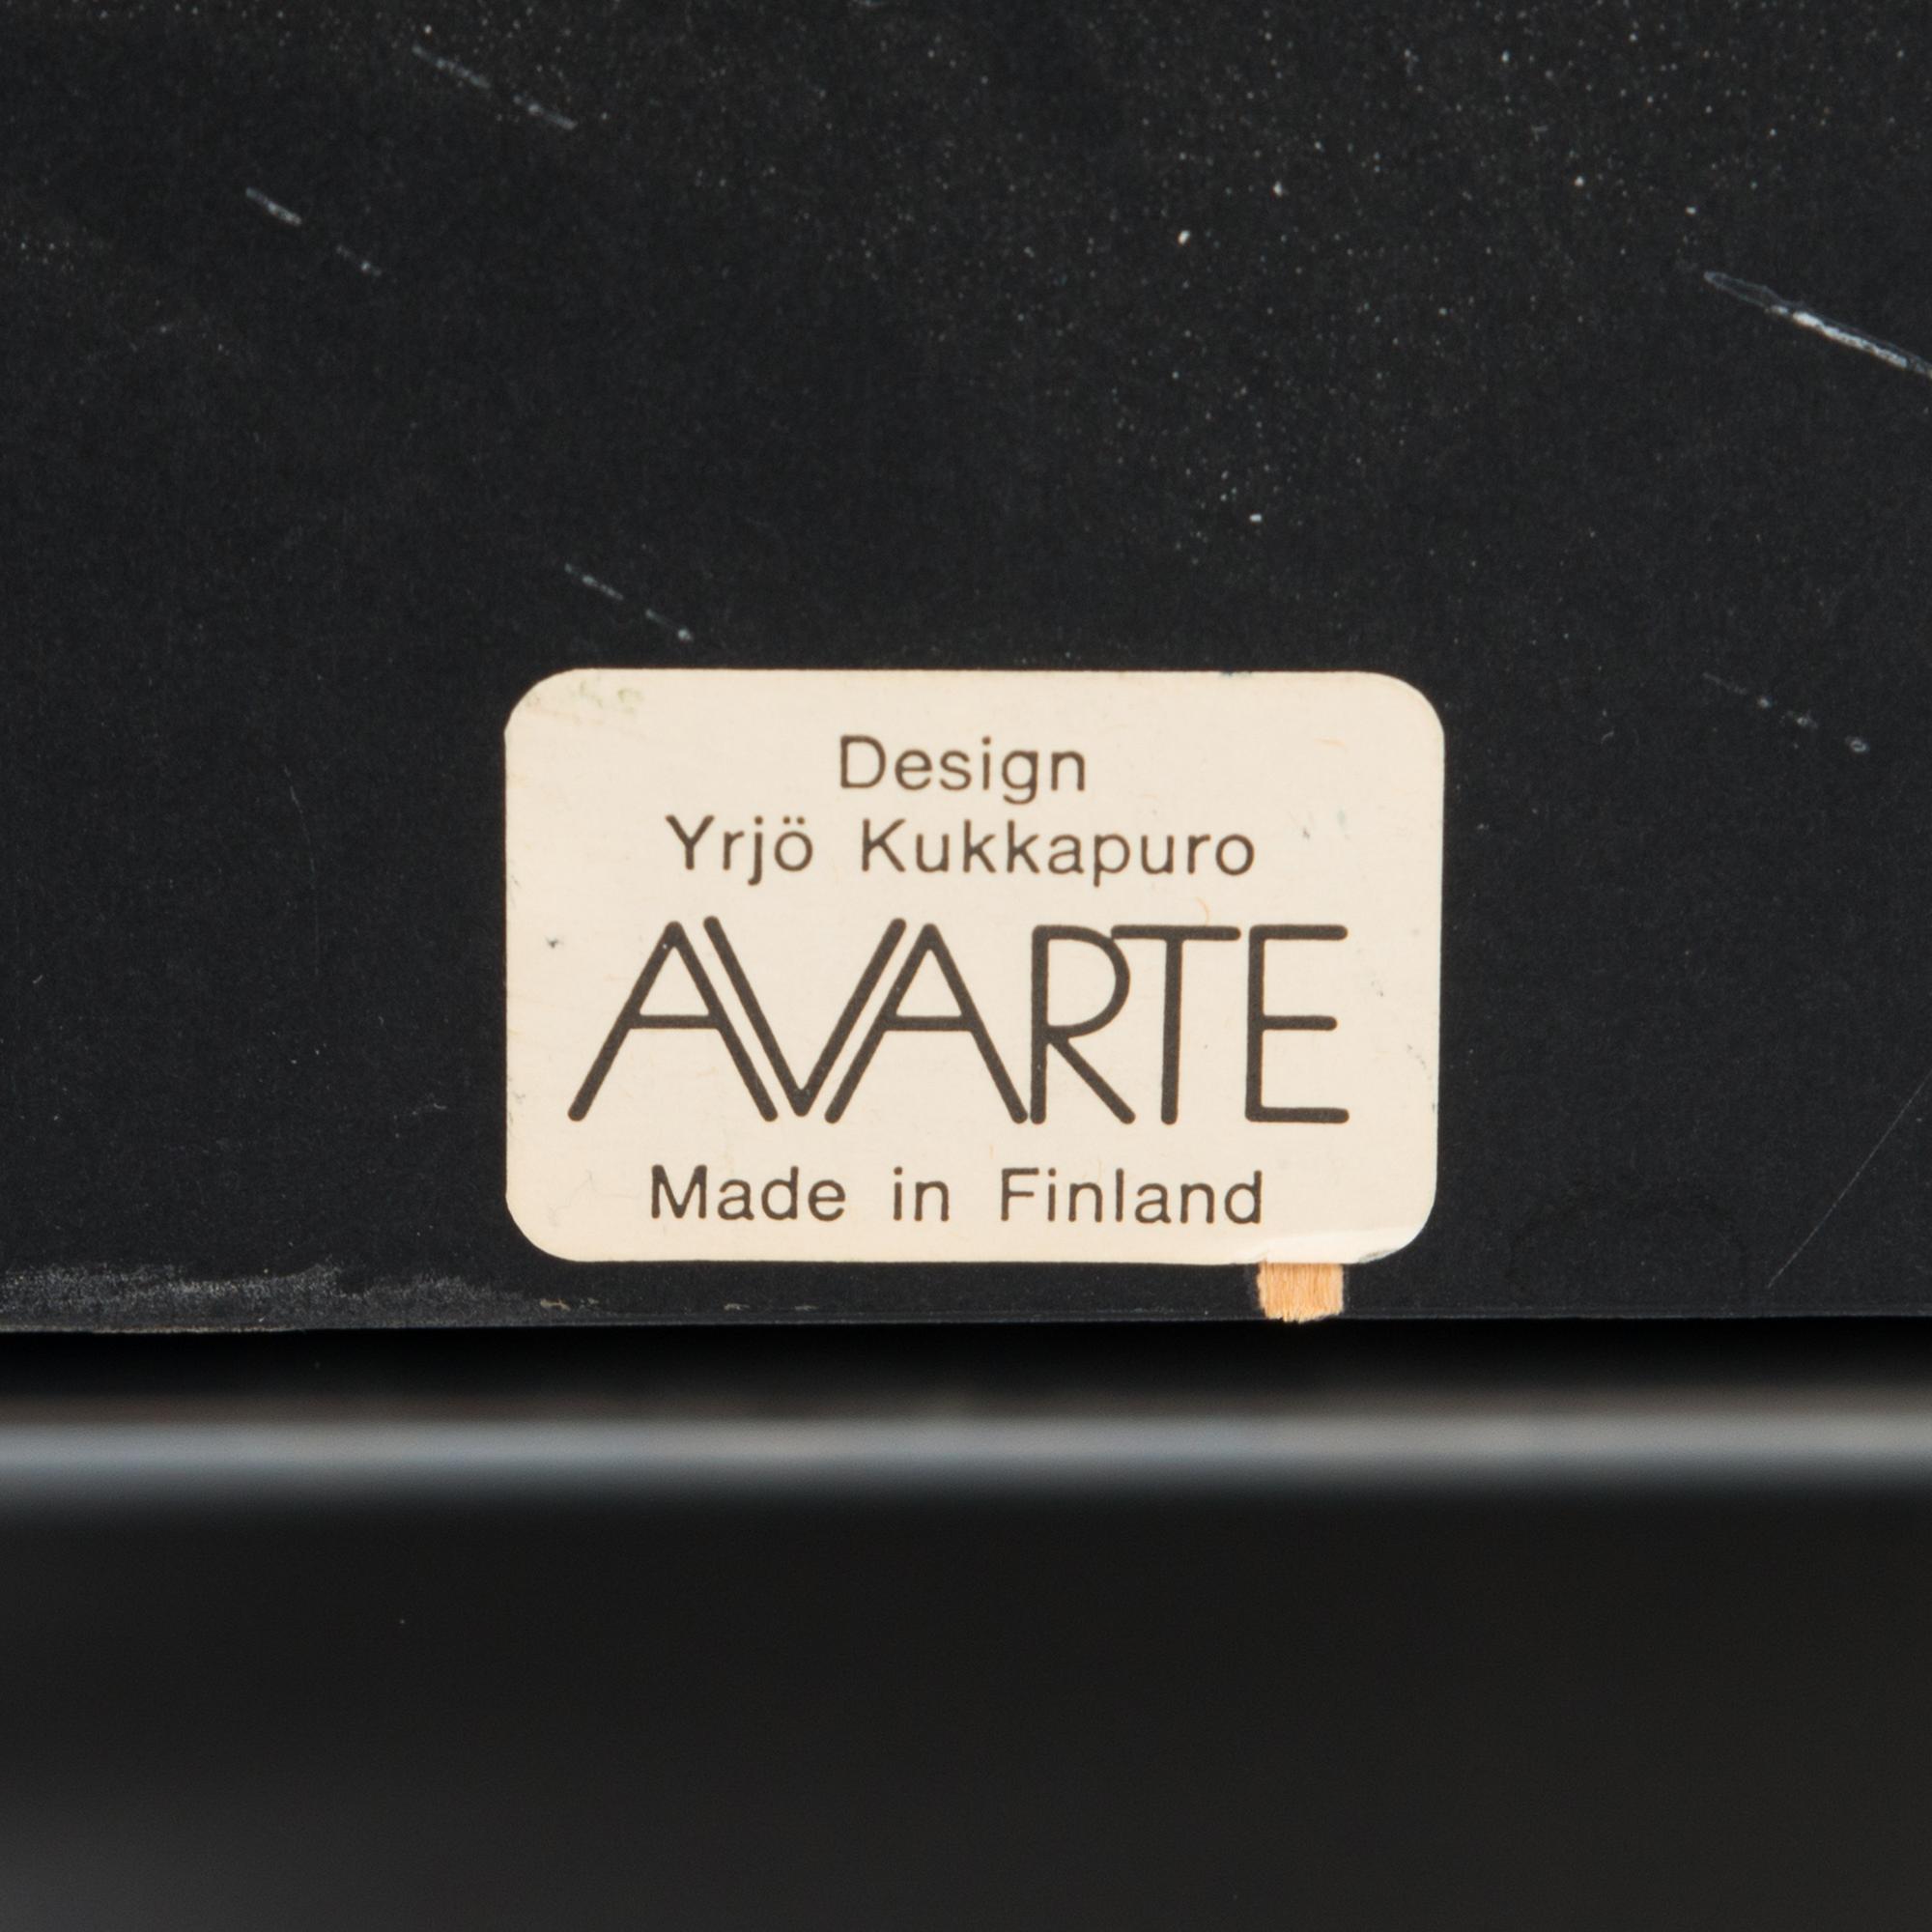 Design
Yrjö Kukkapuro
AVARTE
Made in Finland